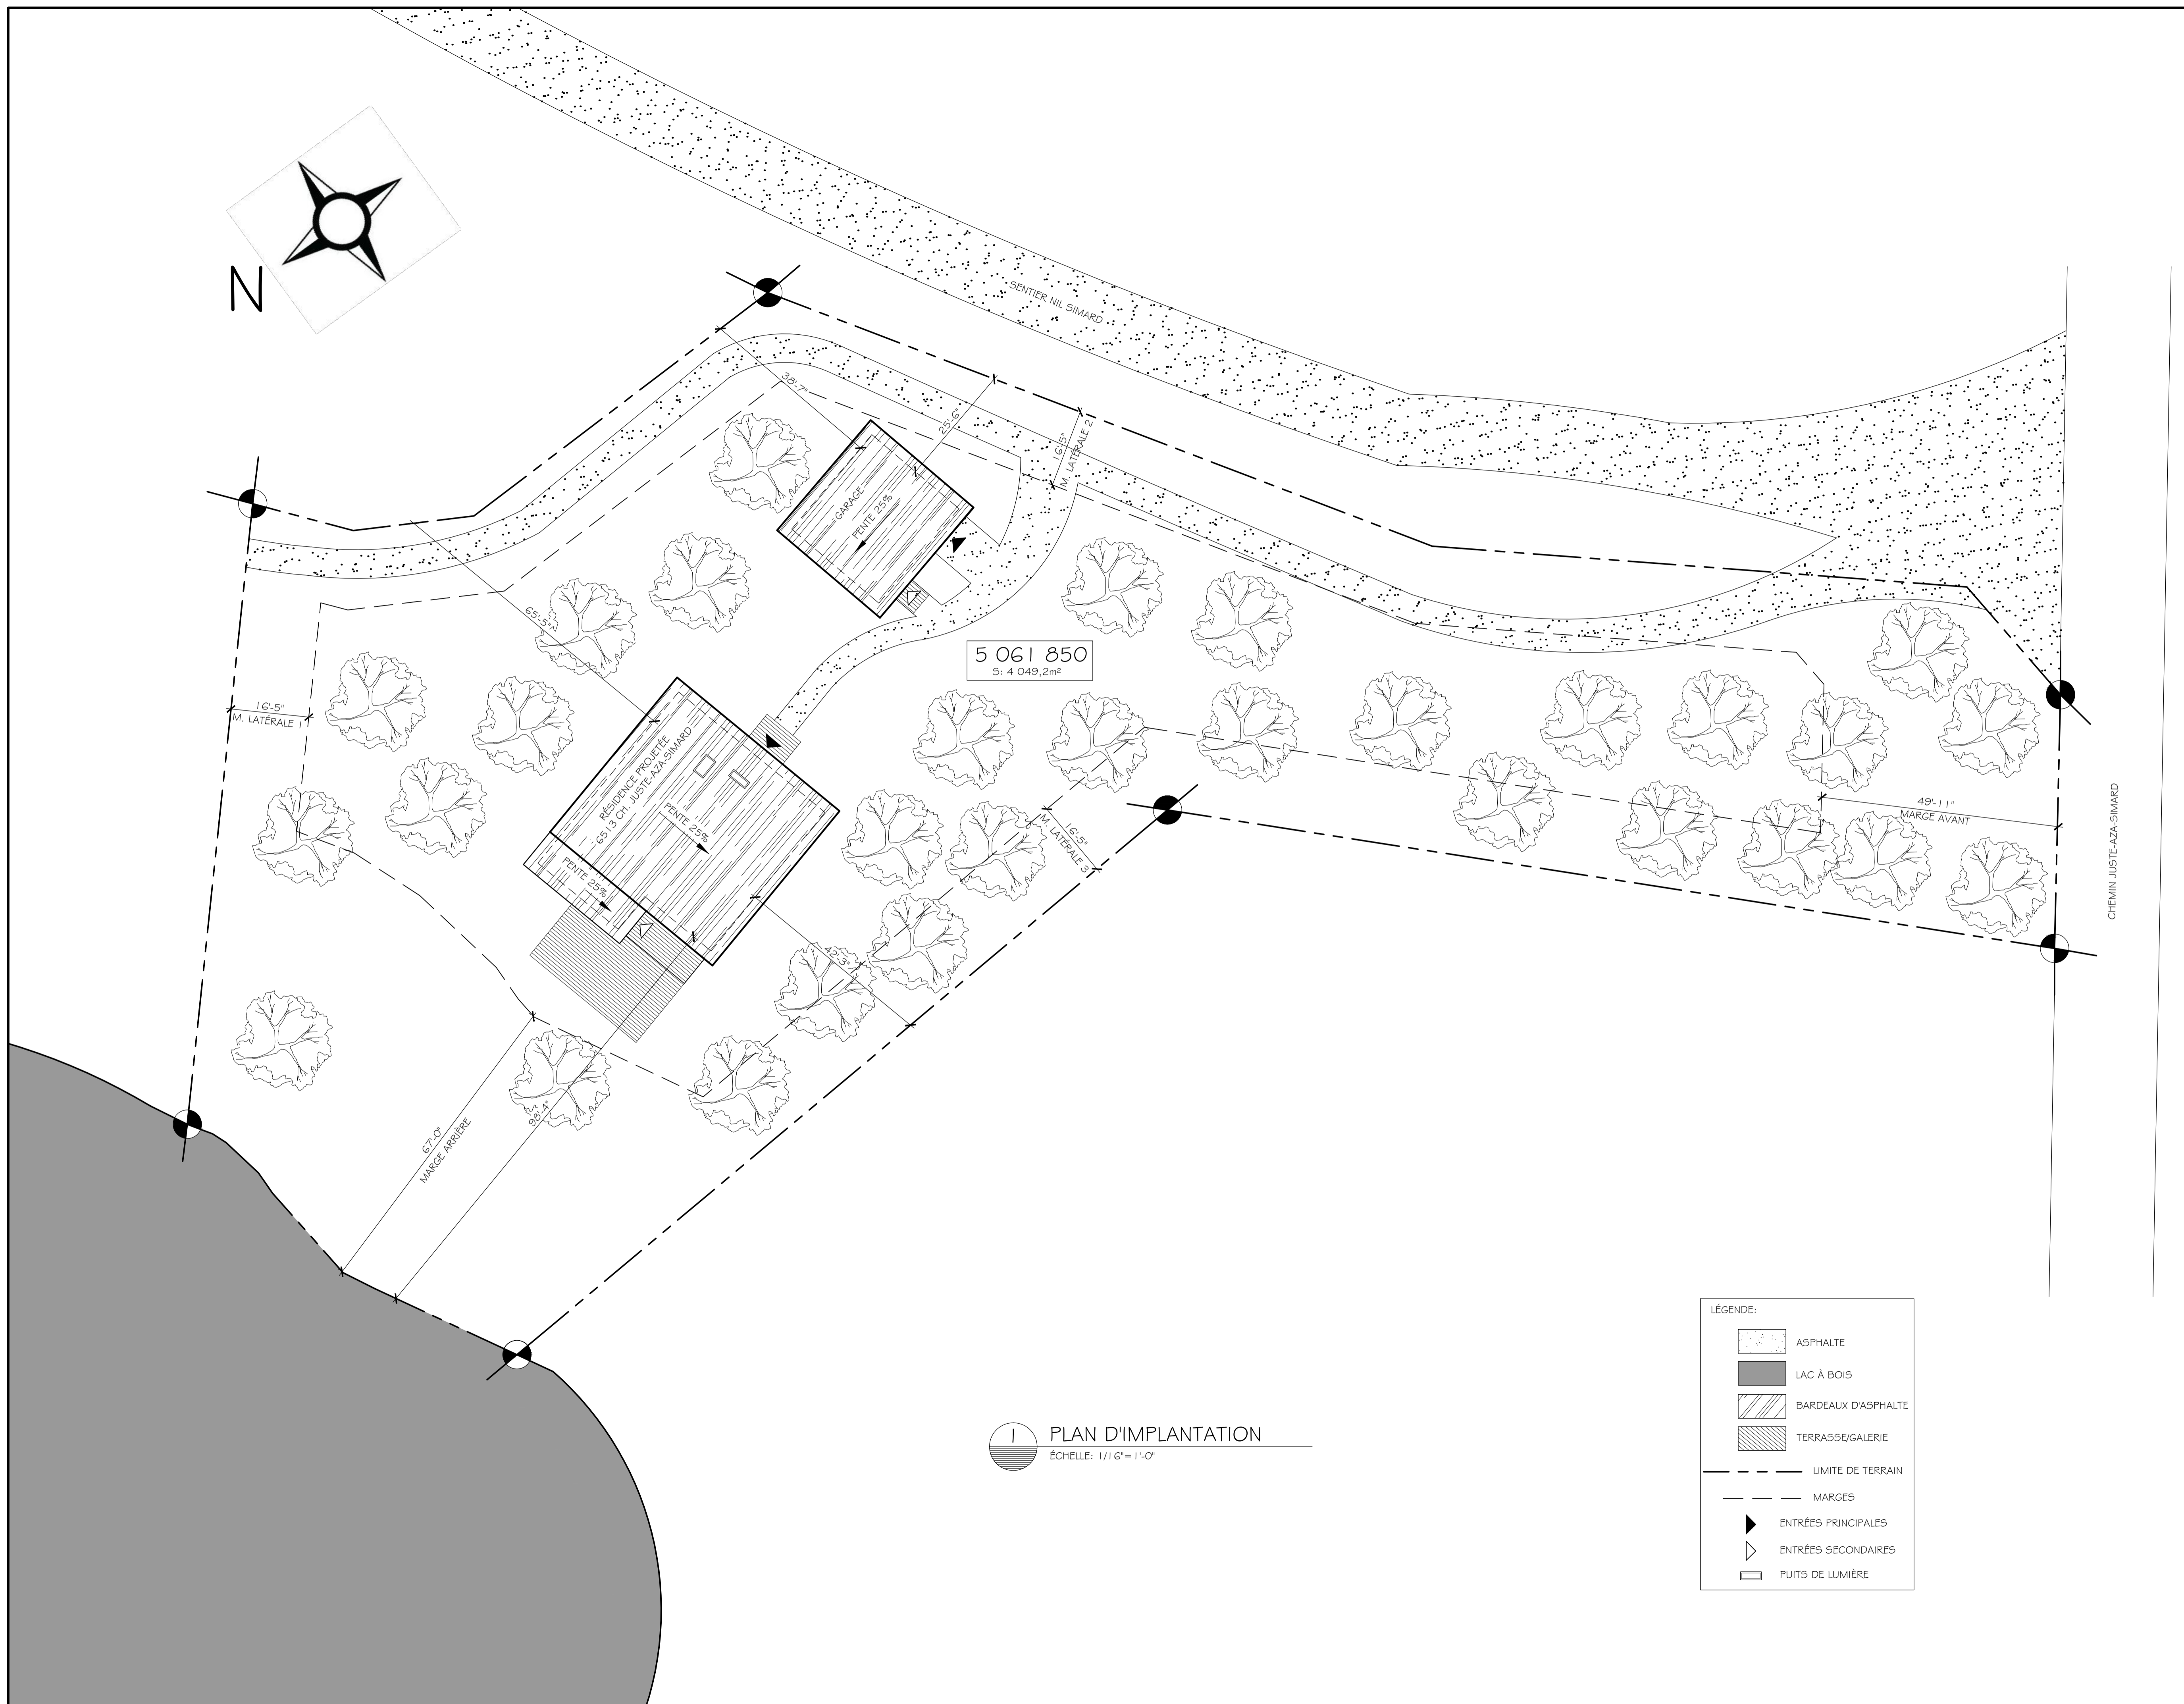 N
SENTIER NIL SIMARD
38'-7"
25'-6"
16'-5"
M. LATÉRALE 2
GARAGE
PENTE 25%
65'-5"
5 061 850
S: 4 049,2m²
16'-5"
M. LATÉRALE 1
RÉSIDENCE PROJETÉE
6513 CH. JUSTE-AZA-SIMARD
PENTE 25%
PENTE 25%
16'-5"
M. LATÉRALE 3
49'-11"
MARGE AVANT
CHEMIN JUSTE-AZA-SIMARD
42'-3"
67'-0"
MARGE ARRIÈRE
98'-4"
1
PLAN D'IMPLANTATION
ÉCHELLE: 1/16"=1'-0"
LÉGENDE:
ASPHALTE
LAC À BOIS
BARDEAUX D'ASPHALTE
TERRASSE/GALERIE
LIMITE DE TERRAIN
MARGES
ENTRÉES PRINCIPALES
ENTRÉES SECONDAIRES
PUITS DE LUMIÈRE